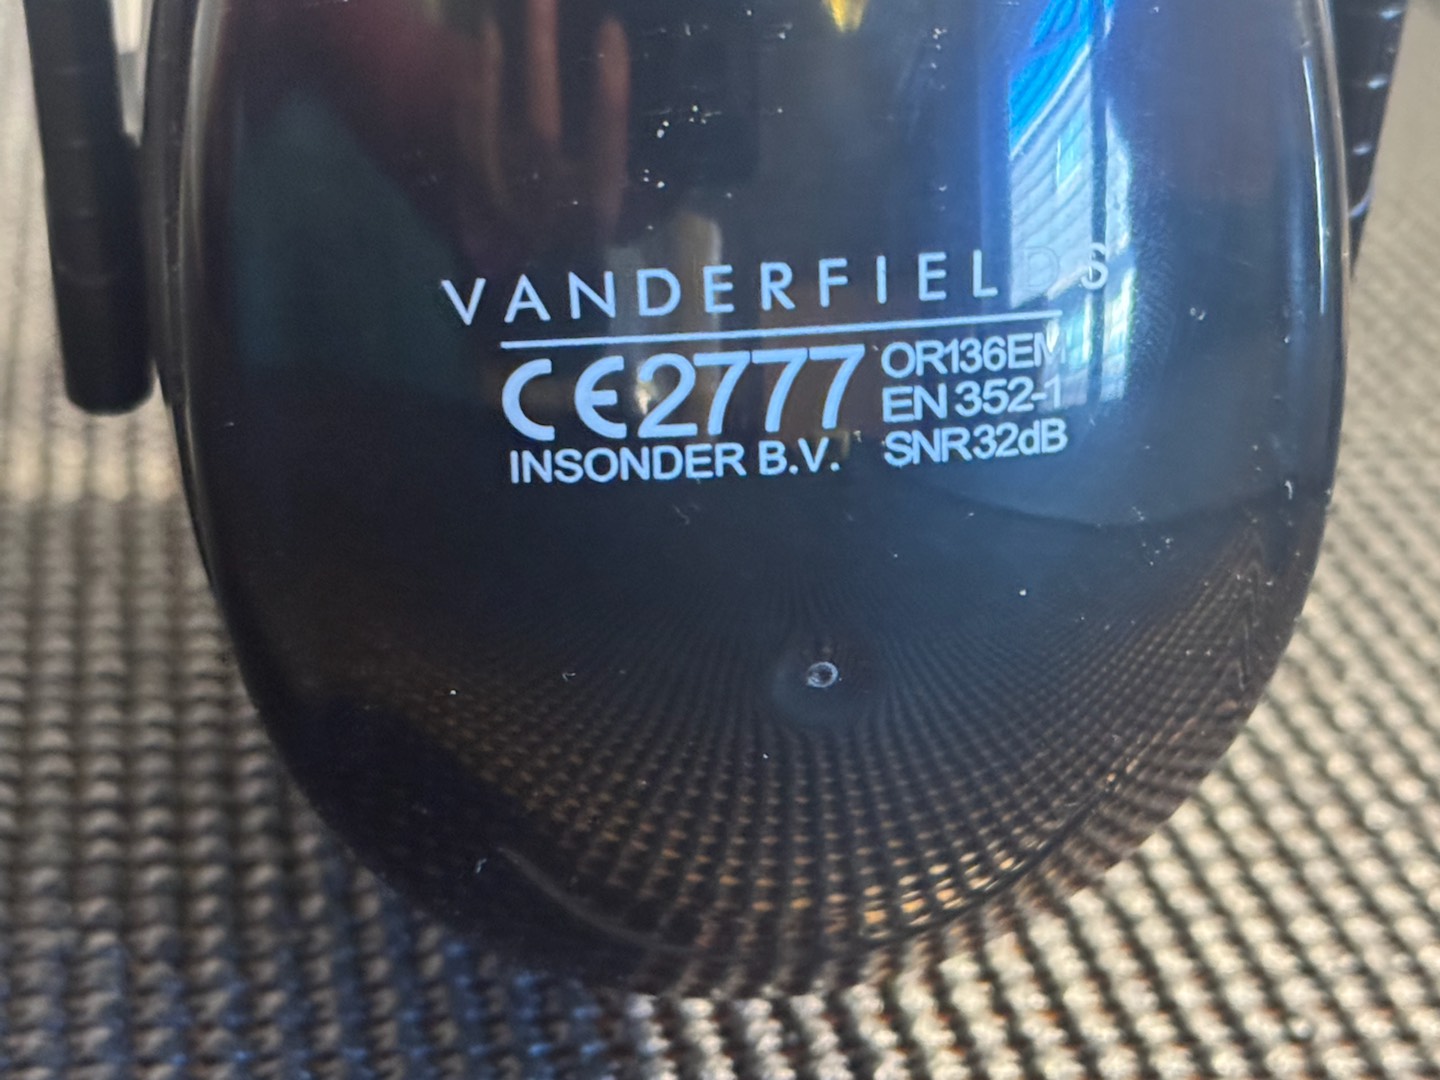 VANDERFIELDS
CE2777
INSONDER B.V.
OR136EM
EN 352-1
SNR32dB